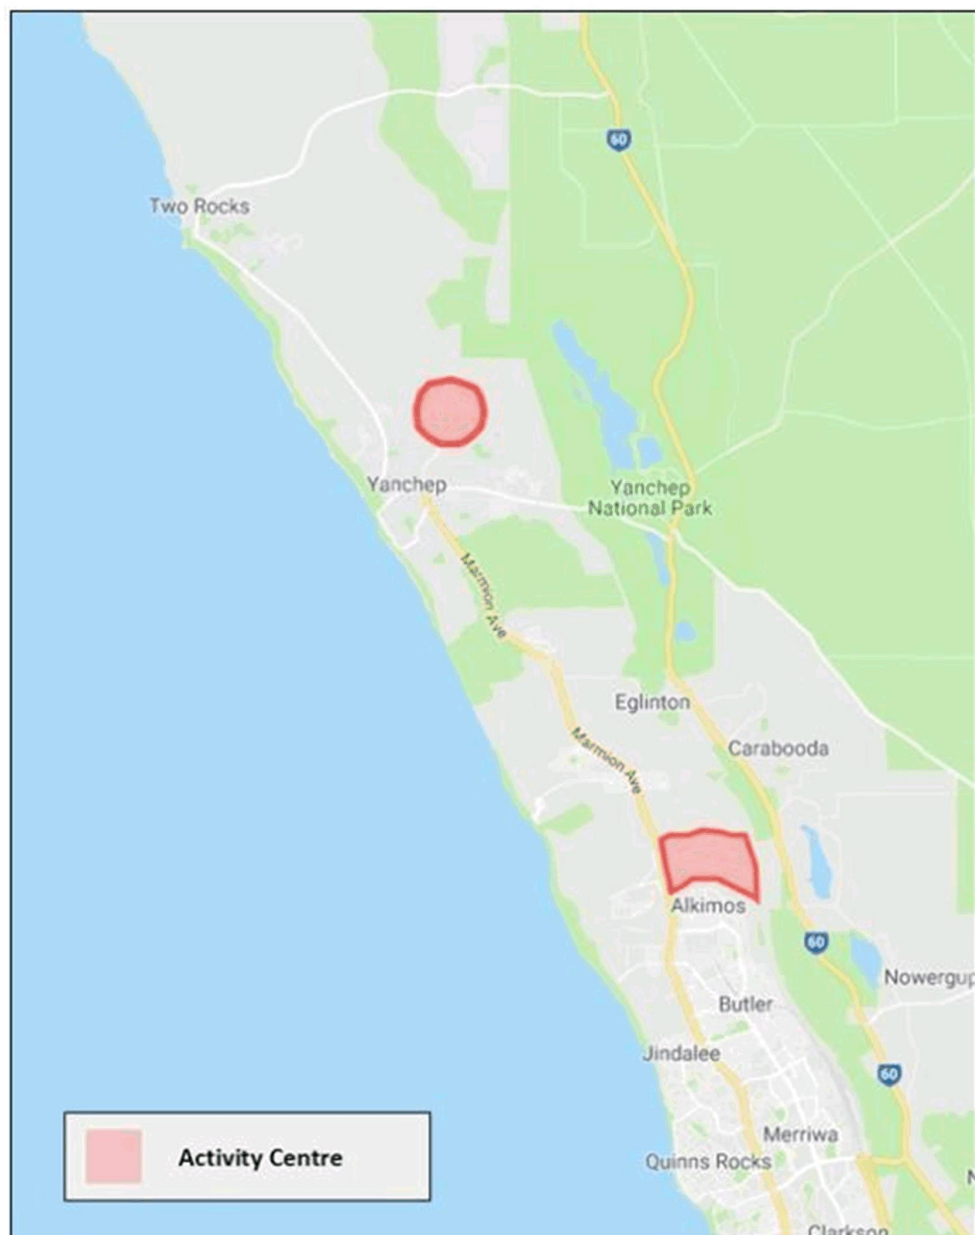 60
Two Rocks
Yanchep
Yanchep
National Park
Marmion Ave
Eglinton
Marmion Ave
Carabooda
Alkimos
60
Nowergup
Butler
Jindalee
60
Merriwa
Quinns Rocks
N
Clarkson
Activity Centre